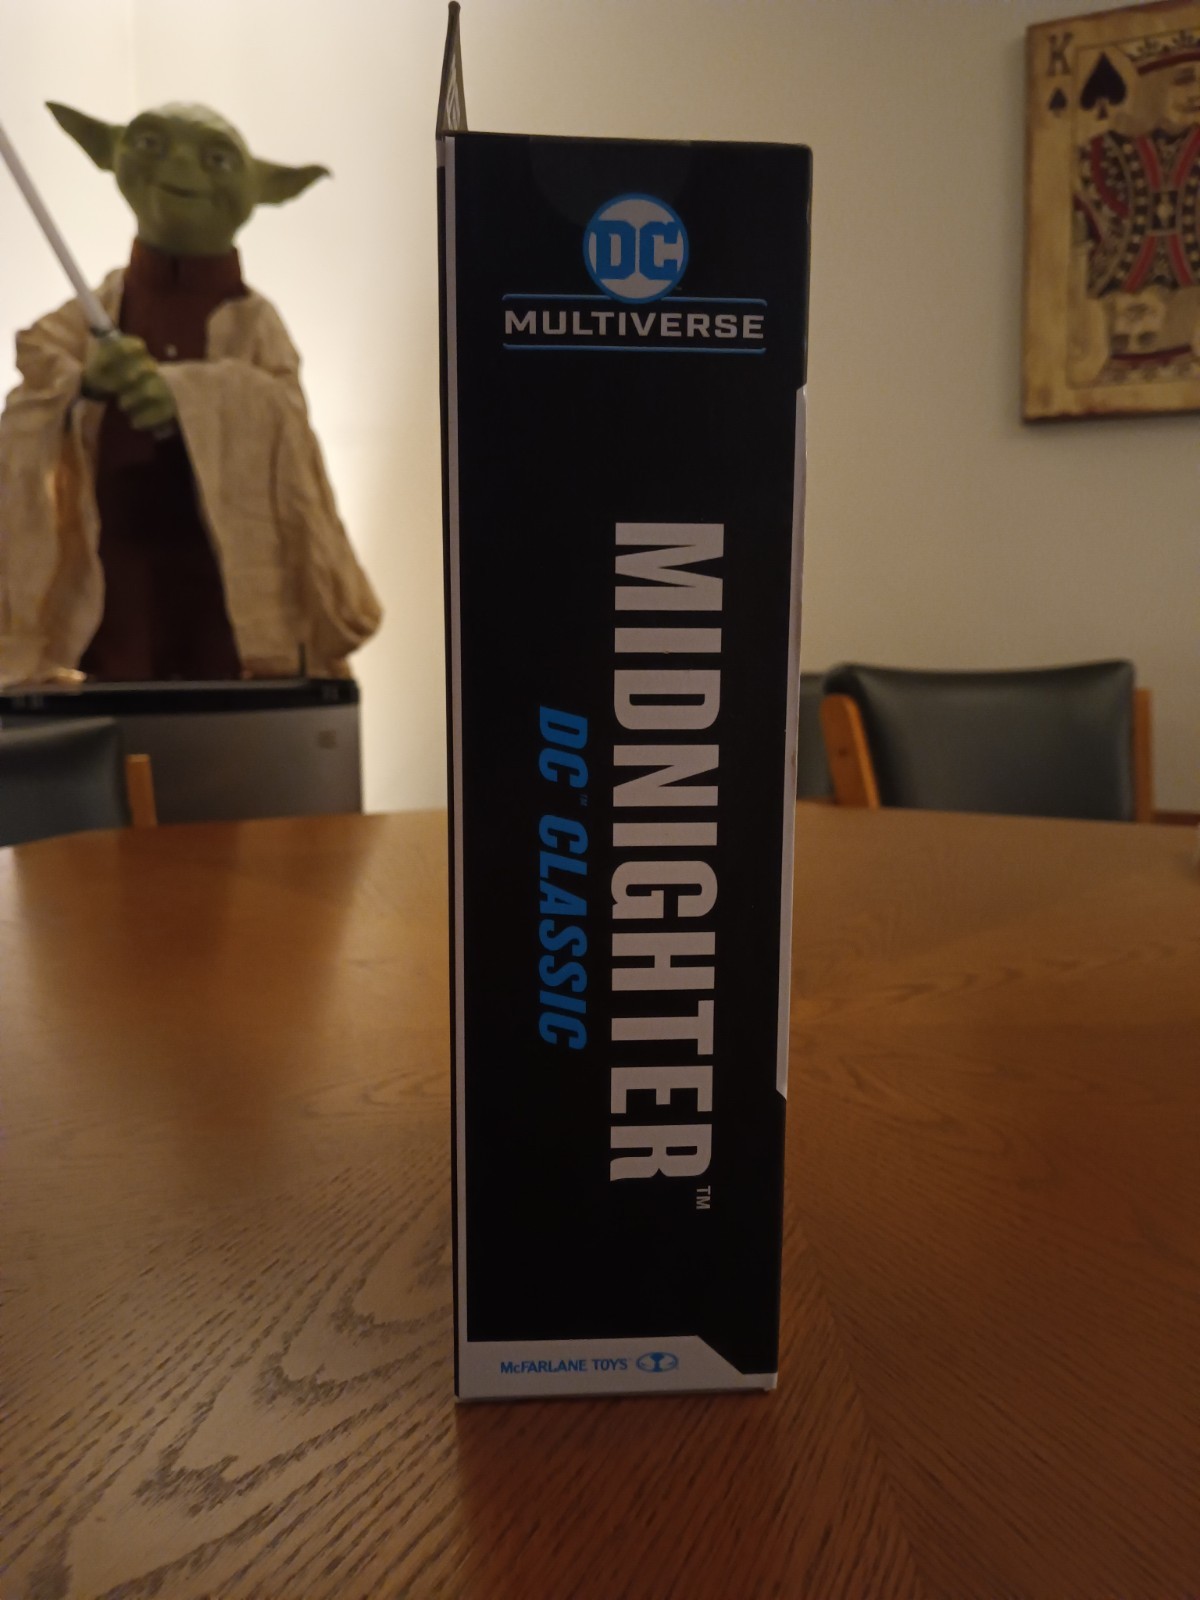 K
DC
MULTIVERSE
MIDNIGHTER™
DC™ CLASSIC
McFARLANE TOYS